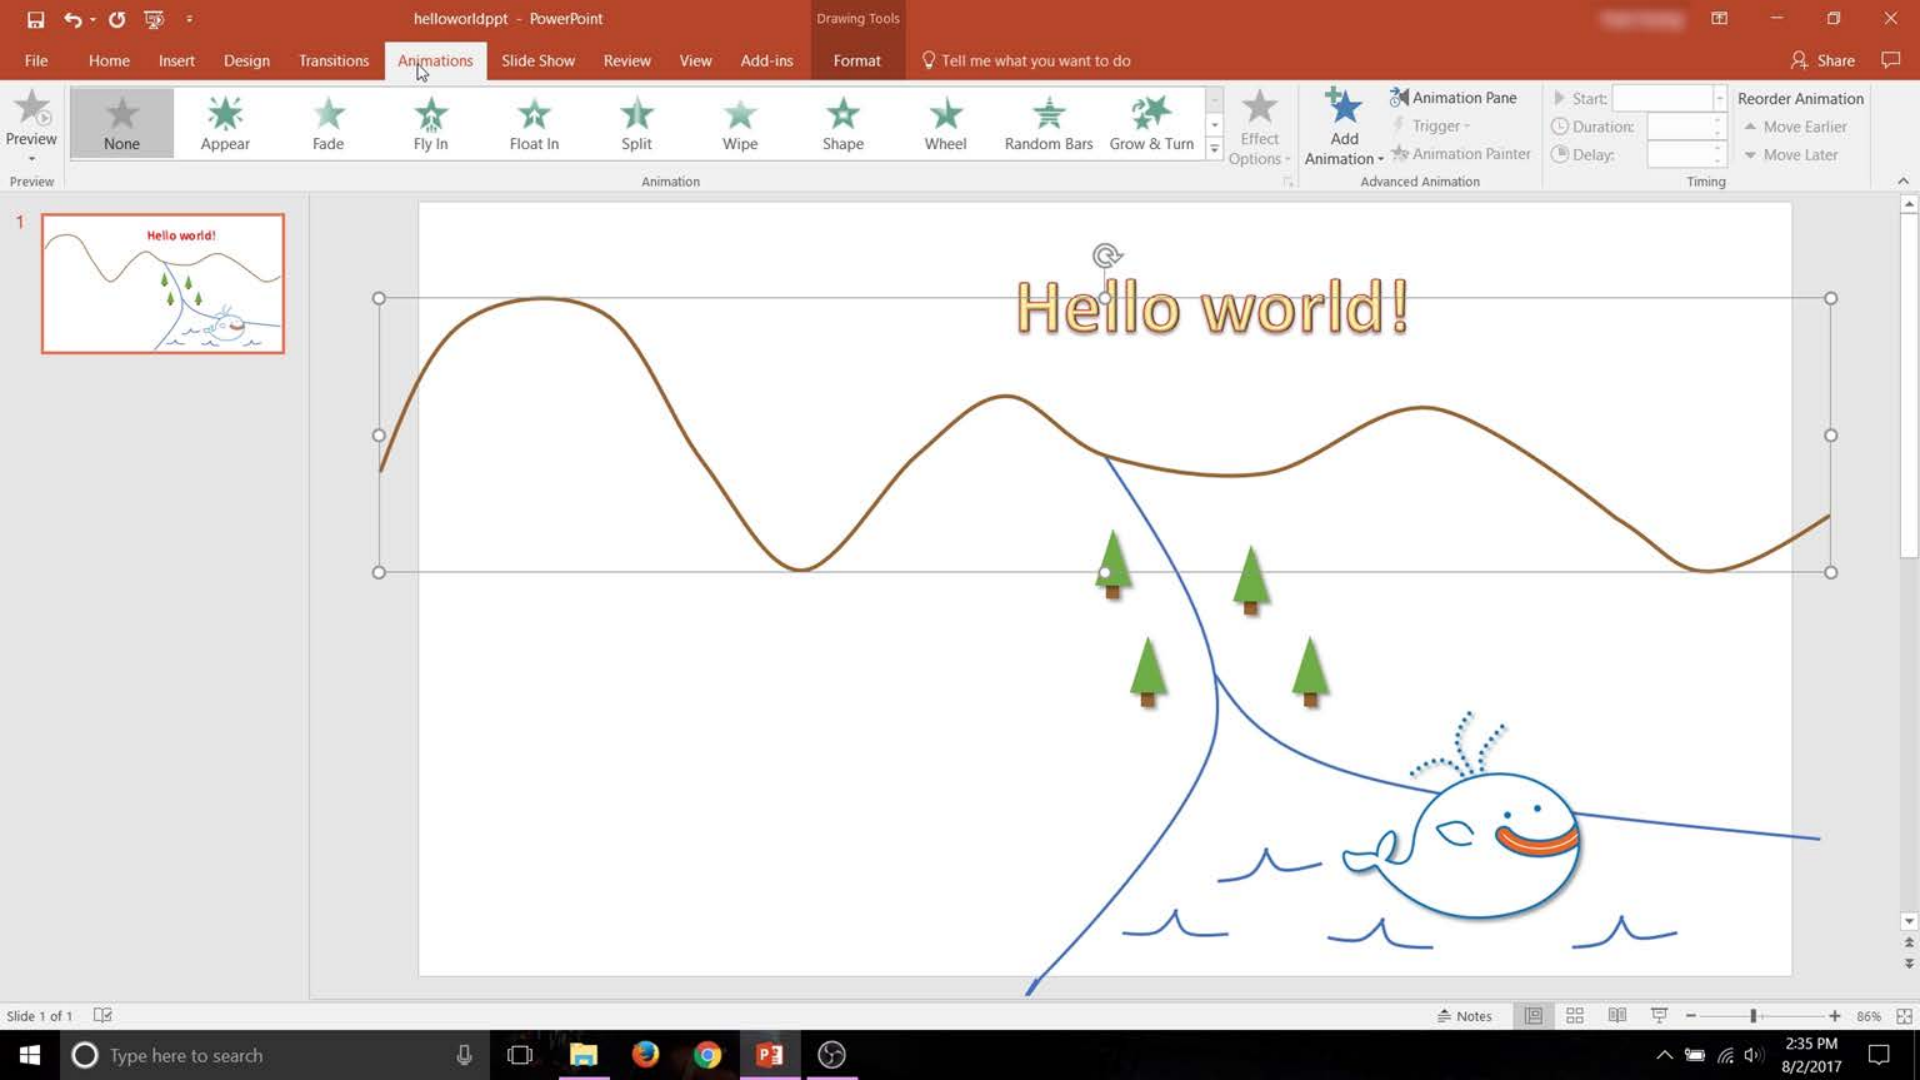 helloworldppt - PowerPoint
Drawing Tools
File Home Insert Design Transitions Animations Slide Show Review View Add-ins Format Tell me what you want to do Share
Preview
None Appear Fade Fly In Float In Split Wipe Shape Wheel Random Bars Grow & Turn
Effect Options
Add Animation
Animation Pane
Trigger
Animation Painter
Start:
Duration:
Delay:
Reorder Animation
Move Earlier
Move Later
Preview Animation Advanced Animation Timing
1
Hello world!
Hello world!
Slide 1 of 1 Notes 86%
Type here to search
2:35 PM
8/2/2017